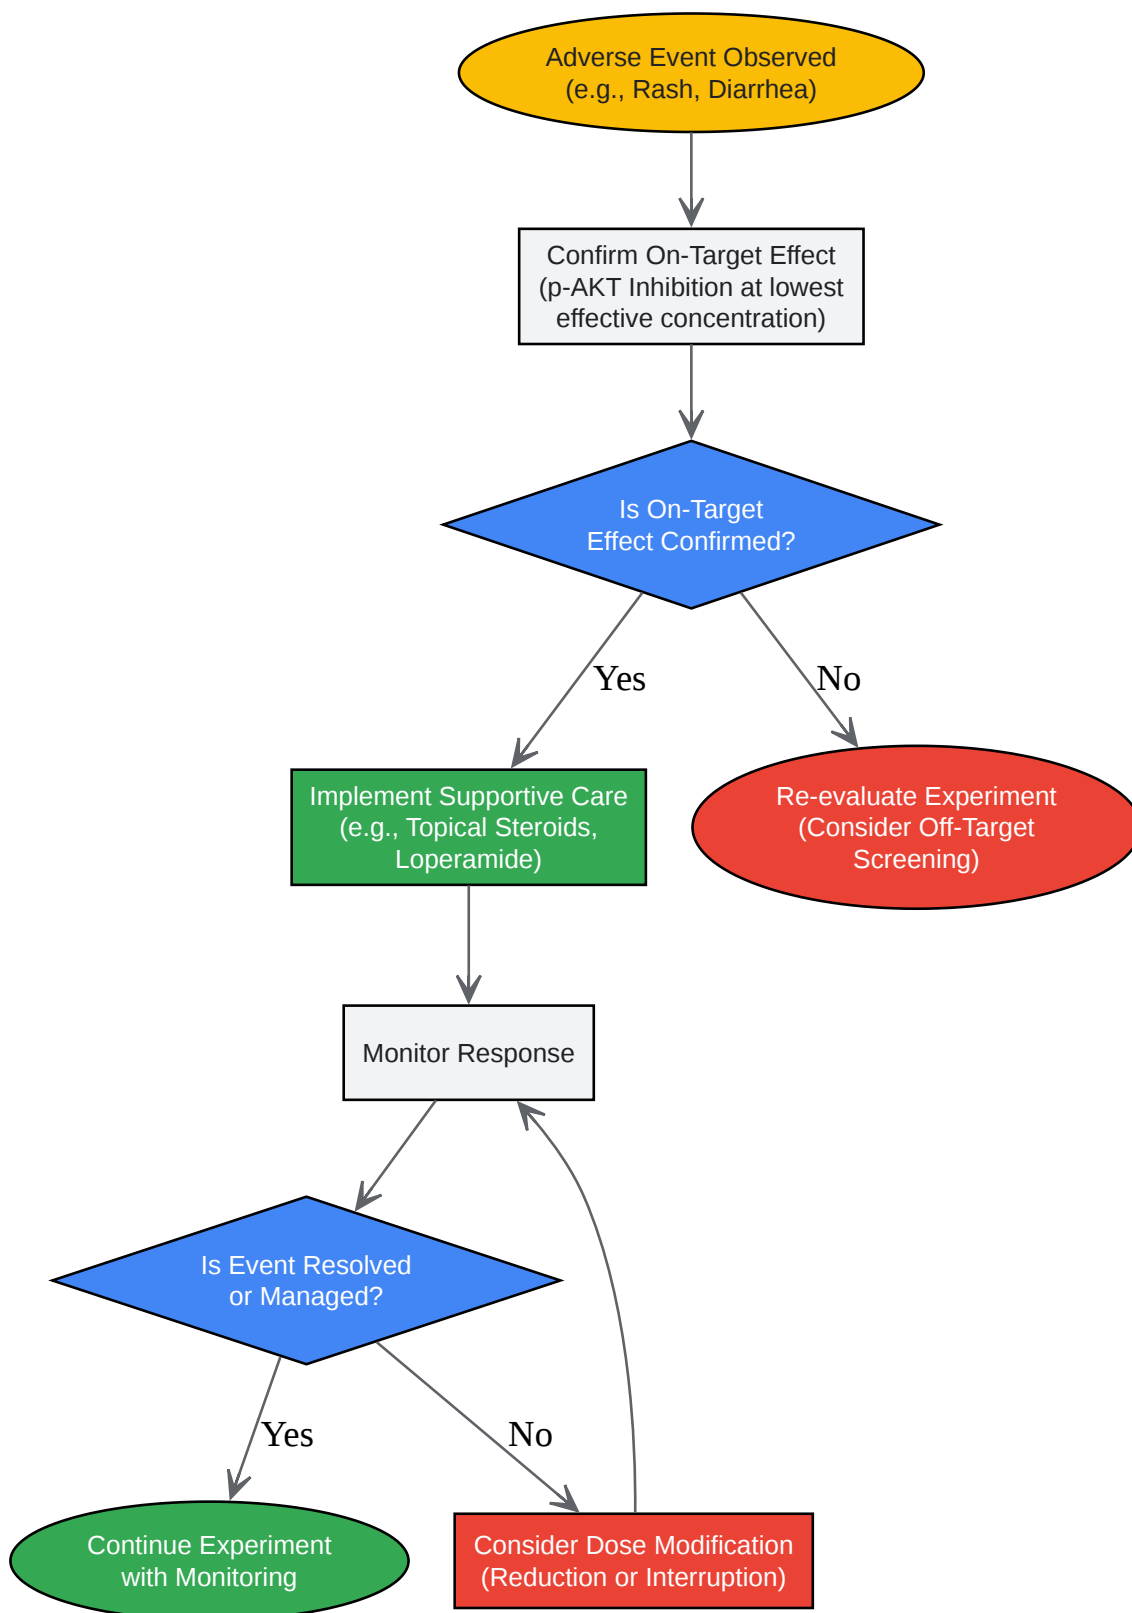 Adverse Event Observed
(e.g., Rash, Diarrhea)
Confirm On-Target Effect
(p-AKT Inhibition at lowest
effective concentration)
Is On-Target
Effect Confirmed?
Yes
No
Implement Supportive Care
(e.g., Topical Steroids,
Loperamide)
Re-evaluate Experiment
(Consider Off-Target
Screening)
Monitor Response
Is Event Resolved
or Managed?
Yes
No
Continue Experiment
with Monitoring
Consider Dose Modification
(Reduction or Interruption)